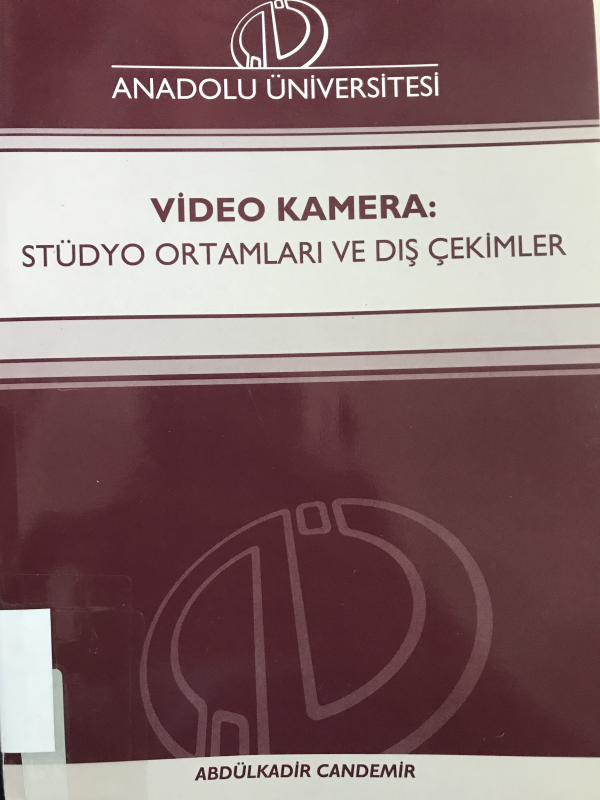 ANADOLU ÜNİVERSİTESİ
VİDEO KAMERA:
STÜDYO ORTAMLARI VE DIŞ ÇEKİMLER
ABDÜLKADİR CANDEMİR